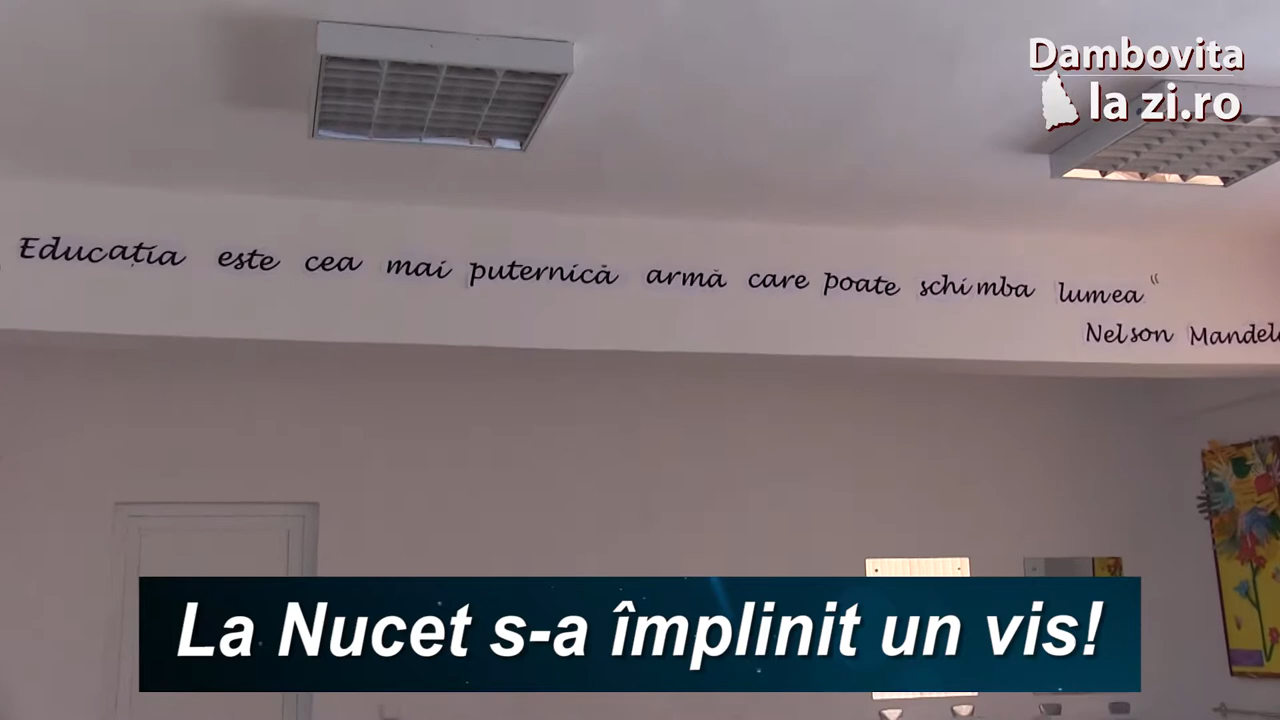 Dambovita
la zi.ro
Educația este cea mai puternică armă care poate schimba lumea“
Nelson
La Nucet s-a împlinit un vis!